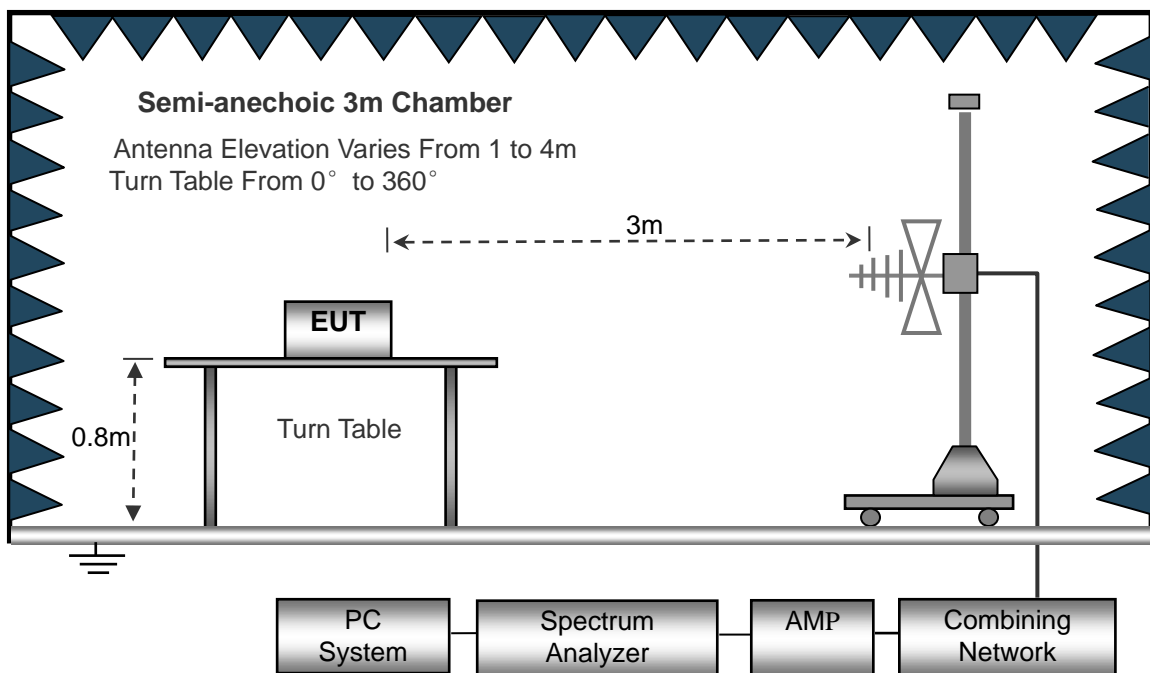 Semi-anechoic 3m Chamber
Antenna Elevation Varies From 1 to 4m
Turn Table From 0° to 360°
3m
EUT
0.8m
Turn Table
PC
System
Spectrum
Analyzer
AMP
Combining
Network